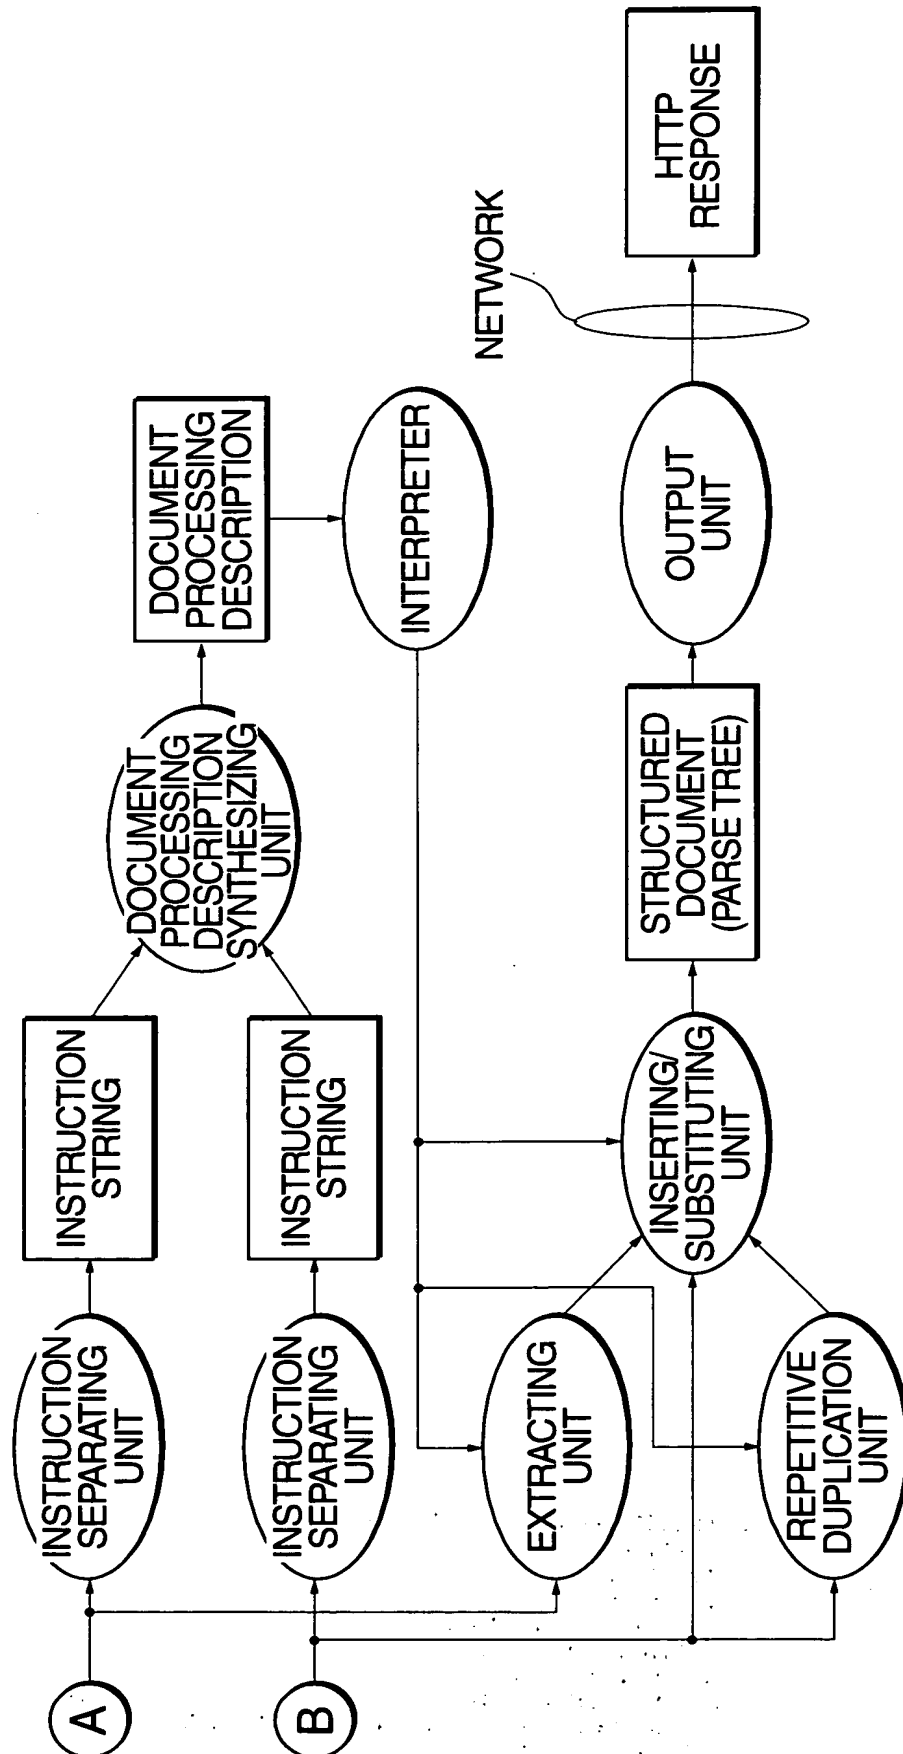 A
INSTRUCTION
SEPARATING
UNIT
INSTRUCTION
STRING
DOCUMENT
PROCESSING
DESCRIPTION
SYNTHESIZING
UNIT
DOCUMENT
PROCESSING
DESCRIPTION
B
INSTRUCTION
SEPARATING
UNIT
INSTRUCTION
STRING
INTERPRETER
EXTRACTING
UNIT
NETWORK
INSERTING/
SUBSTITUTING
UNIT
STRUCTURED
DOCUMENT
(PARSE TREE)
OUTPUT
UNIT
HTTP
RESPONSE
REPETITIVE
DUPLICATION
UNIT